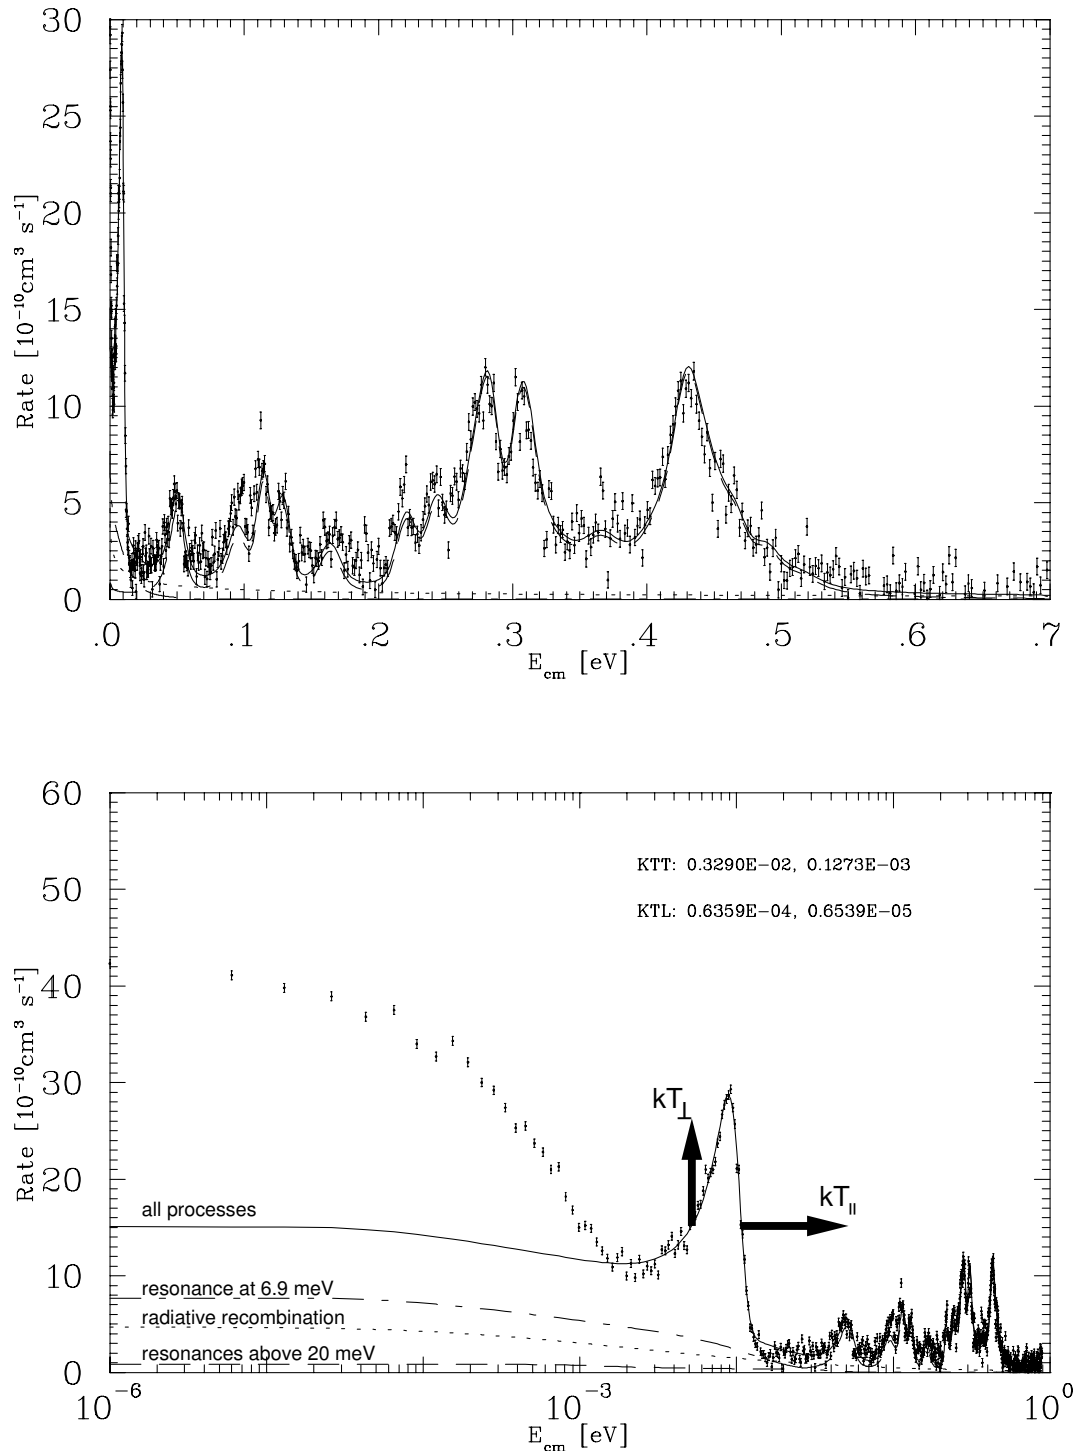 30
25
20
15
10
5
0
Rate [10⁻¹⁰cm³ s⁻¹]
.0 .1 .2 .3 .4 .5 .6 .7
E_cm [eV]
60
50
40
30
20
10
0
Rate [10⁻¹⁰cm³ s⁻¹]
KTT: 0.3290E−02, 0.1273E−03
KTL: 0.6359E−04, 0.6539E−05
kT⊥
kT||
all processes
resonance at 6.9 meV
radiative recombination
resonances above 20 meV
10⁻⁶ 10⁻³ 10⁰
E_cm [eV]